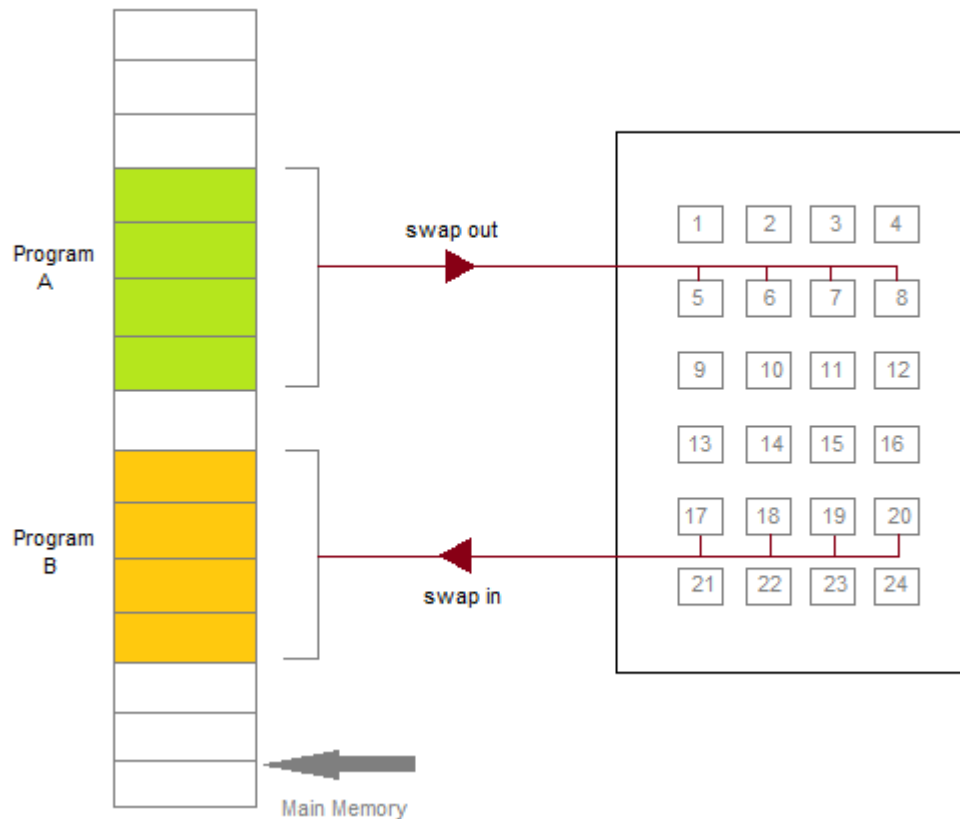 swap out
1 2 3 4
Program
A
5 6 7 8
9 10 11 12
13 14 15 16
17 18 19 20
Program
B
swap in
21 22 23 24
Main Memory